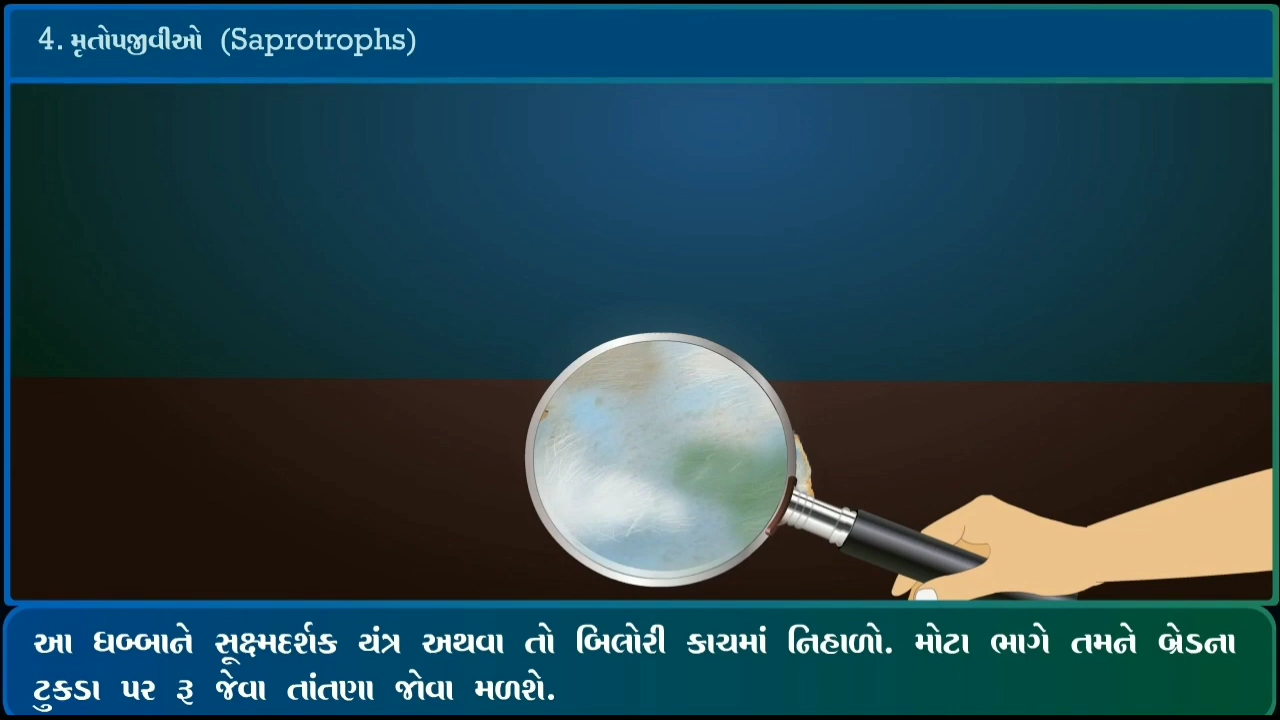 4. મૃતોપજીવીઓ (Saprotrophs)
આ ધબ્બાને સૂક્ષ્મદર્શક યંત્ર અથવા તો બિલોરી કાચમાં નિહાળો. મોટા ભાગે તમને બ્રેડના
ટુકડા પર રૂ જેવા તાંતણા જોવા મળશે.